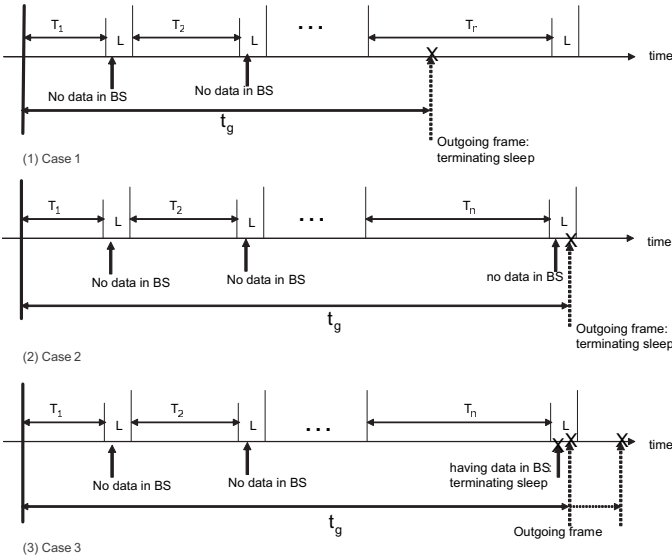 T1 L T2 L ... Tn L
time
No data in BS No data in BS
tg
Outgoing frame:
terminating sleep
(1) Case 1
T1 L T2 L ... Tn L
time
No data in BS No data in BS no data in BS
tg
Outgoing frame:
terminating sleep
(2) Case 2
T1 L T2 L ... Tn L
time
No data in BS No data in BS having data in BS:
terminating sleep
tg
Outgoing frame
(3) Case 3